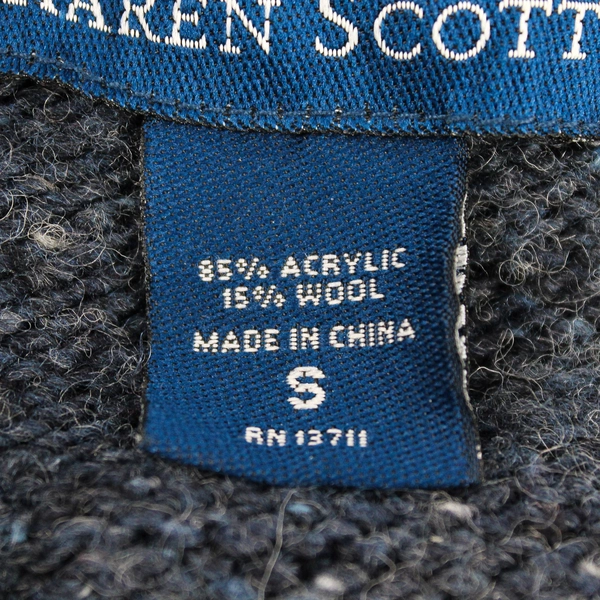 KAREN SCOTT
85% ACRYLIC
15% WOOL
MADE IN CHINA
S
RN 13711